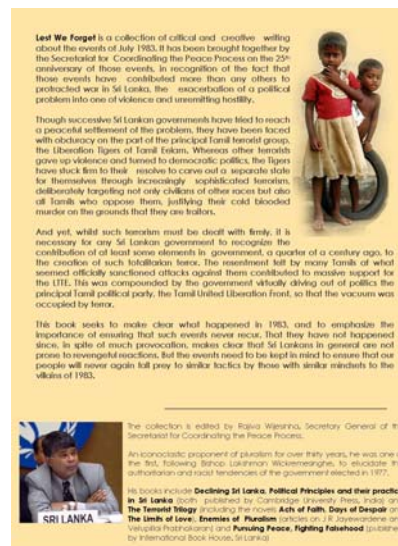 Lest We Forget is a collection of critical and creative writing
about the events of July 1983. It has been brought together by
the Secretariat for Coordinating the Peace Process on the 25th
anniversary of those events, in recognition of the fact that
those events have contributed more than any others to
protracted war in Sri Lanka, the exacerbation of a political
problem into one of violence and unremitting hostility.
Though successive Sri Lankan governments have tried to reach
a peaceful settlement of the problem, they have been faced
with obduracy on the part of the principal Tamil terrorist group,
the Liberation Tigers of Tamil Eelam. Whereas other terrorists
gave up violence and turned to democratic politics, the Tigers
have stuck firm to their resolve to carve out a separate state
for themselves through increasingly sophisticated terrorism,
deliberately targeting not only civilians of other races but also
all Tamils who oppose them, justifying their cold blooded
murder on the grounds that they are traitors.
And yet, whilst such terrorism must be dealt with firmly, it is
necessary for any Sri Lankan government to recognize the
contribution of at least some elements in government, a quarter of a century ago, to
the creation of such totalitarian terror. The resentment felt by many Tamils at what
seemed officially sanctioned attacks against them contributed to massive support for
the LTTE. This was compounded by the government virtually driving out of politics the
principal Tamil political party, the Tamil United Liberation Front, so that the vacuum was
occupied by terror.
This book seeks to make clear what happened in 1983, and to emphasize the
importance of ensuring that such events never recur. That they have not happened
since, in spite of much provocation, makes clear that Sri Lankans in general are not
prone to revengeful reactions. But the events need to be kept in mind to ensure that our
people will never again fall prey to similar tactics by those with similar mindsets to the
villains of 1983.
The collection is edited by Rajiva Wijesinha, Secretary General of th
Secretariat for Coordinating the Peace Process.
An iconoclastic proponent of pluralism for over thirty years, he was one
the first, following Bishop Lakshman Wickremesinghe, to elucidate th
authoritarian and racist tendencies of the government elected in 1977.
His books include Declining Sri Lanka, Political Principles and their practic
in Sri Lanka (both published by Cambridge University Press, India) an
The Terrorist Trilogy (including the novels Acts of Faith, Days of Despair an
The Limits of Love), Enemies of Pluralism (articles on J R Jayewardene an
Velupillai Prabhakaran) and Pursuing Peace, Fighting Falsehood (publishe
by International Book House, Sri Lanka)
SRI LANKA